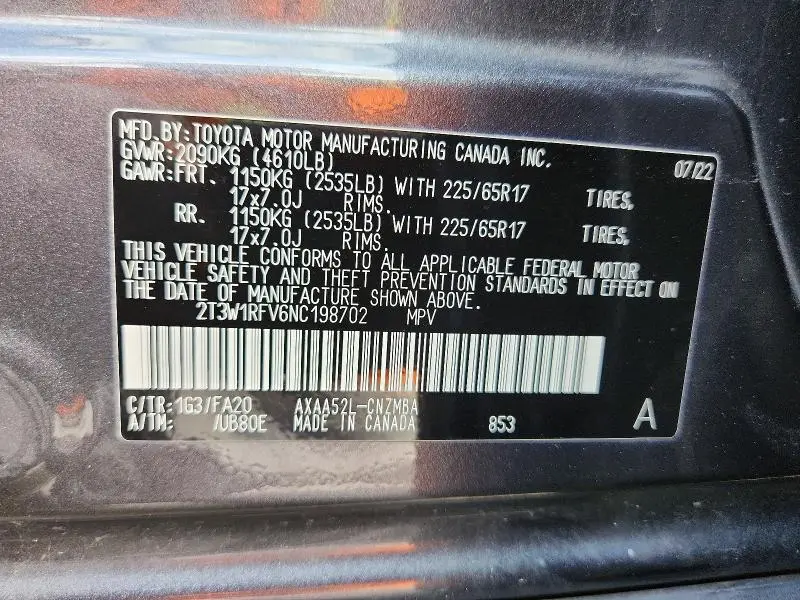 MFD. BY: TOYOTA MOTOR MANUFACTURING CANADA INC. 07/22
GVWR: 2090KG (4610LB)
GAWR: FRT. 1150KG (2535LB) WITH 225/65R17 TIRES,
17x7.0J RIMS.
RR. 1150KG (2535LB) WITH 225/65R17 TIRES,
17x7.0J RIMS.
THIS VEHICLE CONFORMS TO ALL APPLICABLE FEDERAL MOTOR
VEHICLE SAFETY AND THEFT PREVENTION STANDARDS IN EFFECT ON
THE DATE OF MANUFACTURE SHOWN ABOVE.
2T3W1RFV6NC198702 MPV
C/TR: 1G3/FA20 AXAA52L-CNZMBA
A/TM: /UB80E MADE IN CANADA 853 A